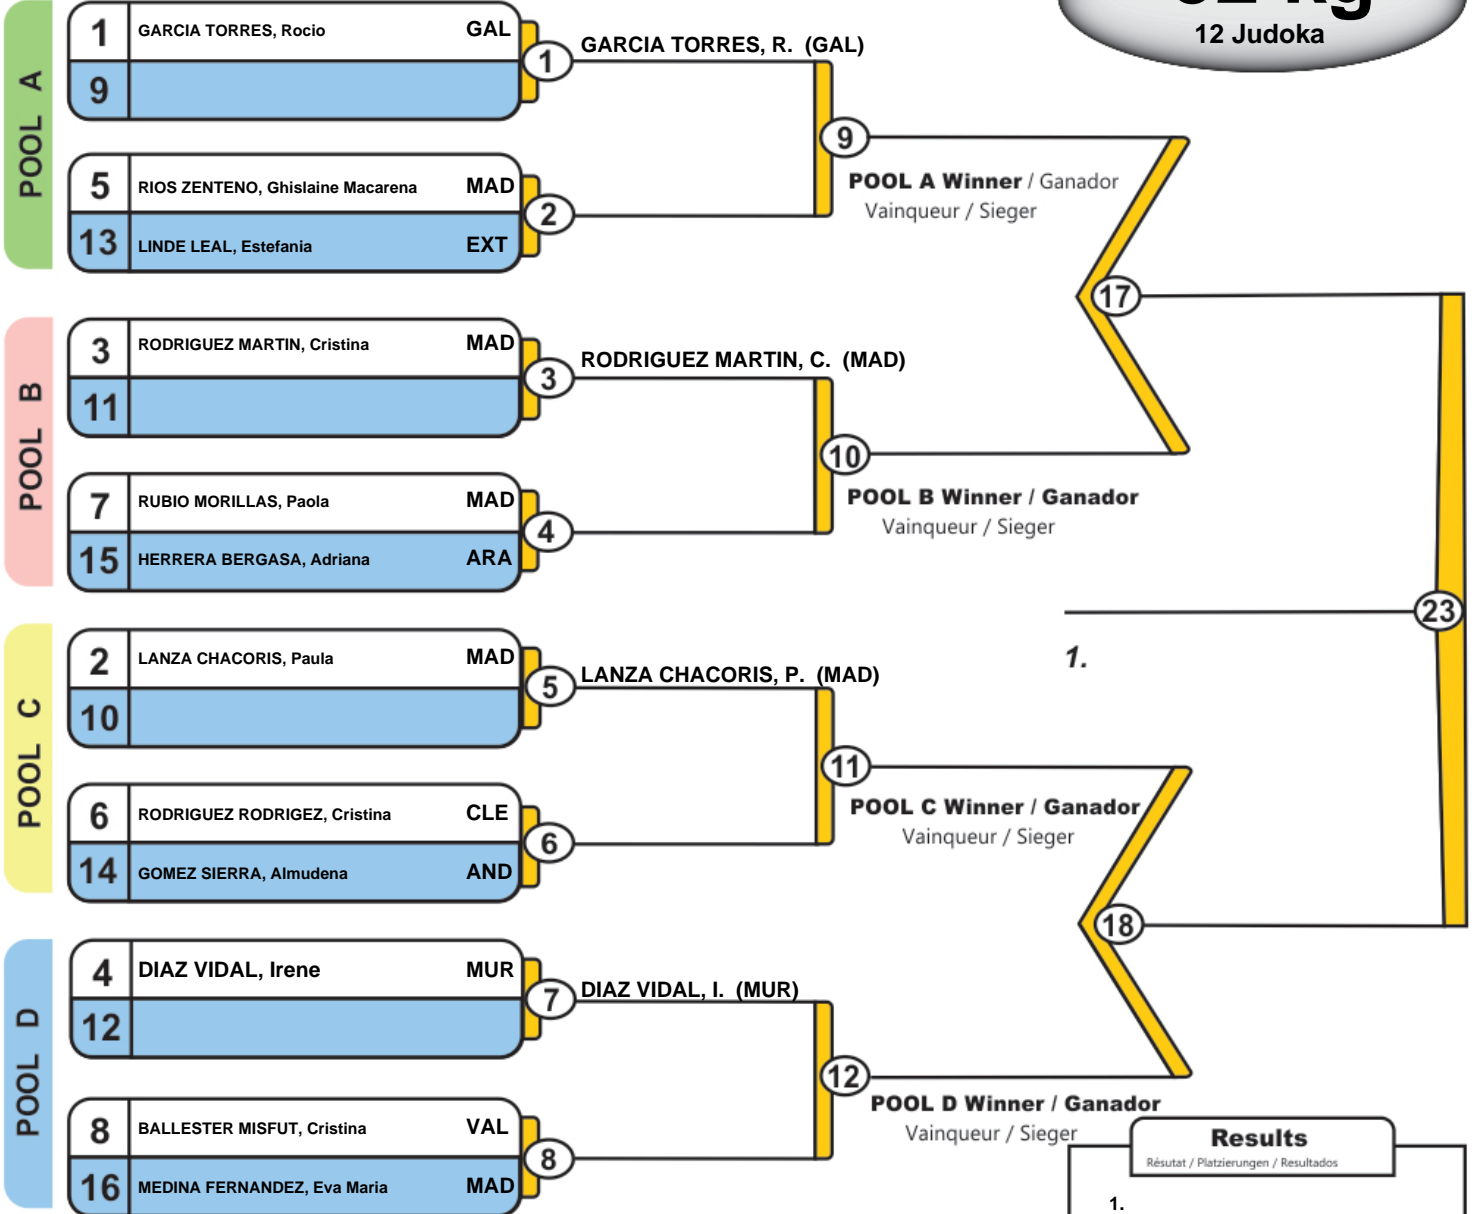 12 Judoka
POOL A
1 GARCIA TORRES, Rocio GAL
9
1
GARCIA TORRES, R. (GAL)
5 RIOS ZENTENO, Ghislaine Macarena MAD
13 LINDE LEAL, Estefania EXT
2
9
POOL A Winner / Ganador
Vainqueur / Sieger
POOL B
3 RODRIGUEZ MARTIN, Cristina MAD
11
3
RODRIGUEZ MARTIN, C. (MAD)
7 RUBIO MORILLAS, Paola MAD
15 HERRERA BERGASA, Adriana ARA
4
10
POOL B Winner / Ganador
Vainqueur / Sieger
17
POOL C
2 LANZA CHACORIS, Paula MAD
10
5
LANZA CHACORIS, P. (MAD)
6 RODRIGUEZ RODRIGEZ, Cristina CLE
14 GOMEZ SIERRA, Almudena AND
6
11
POOL C Winner / Ganador
Vainqueur / Sieger
POOL D
4 DIAZ VIDAL, Irene MUR
12
7
DIAZ VIDAL, I. (MUR)
8 BALLESTER MISFUT, Cristina VAL
16 MEDINA FERNANDEZ, Eva Maria MAD
8
12
POOL D Winner / Ganador
Vainqueur / Sieger
18
23
1.
Results
Résutat / Platzierungen / Resultados
1.